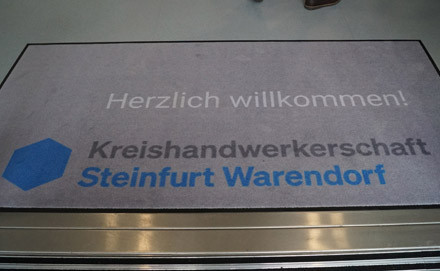 Herzlich willkommen!
Kreishandwerkerschaft
Steinfurt Warendorf